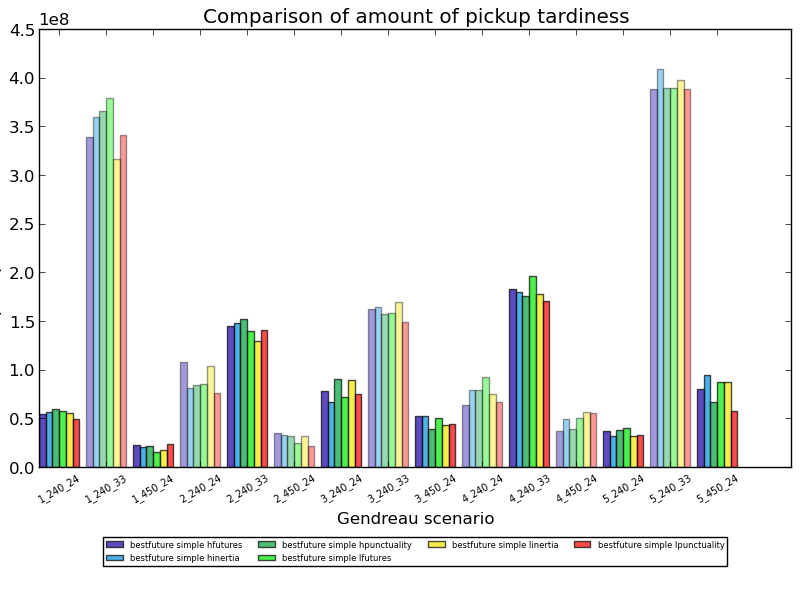 Comparison of amount of pickup tardiness
1e8
4.5
4.0
3.5
3.0
2.5
2.0
1.5
1.0
0.5
0.0
1_240_24 1_240_33 1_450_24 2_240_24 2_240_33 2_450_24 3_240_24 3_240_33 3_450_24 4_240_24 4_240_33 4_450_24 5_240_24 5_240_33 5_450_24
Gendreau scenario
bestfuture simple hfutures bestfuture simple hpunctuality bestfuture simple linertia bestfuture simple lpunctuality
bestfuture simple hinertia bestfuture simple lfutures